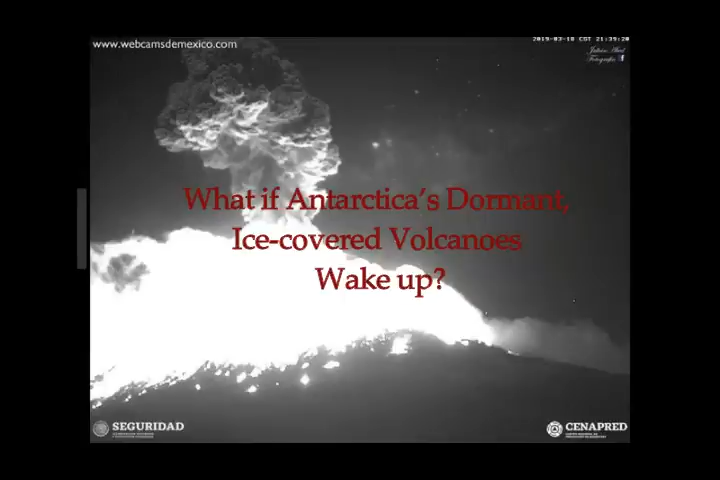 www.webcamsdemexico.com
2019-03-18 CST 21:39:20
What if Antarctica's Dormant,
Ice-covered Volcanoes
Wake up?
SEGURIDAD
CENAPRED